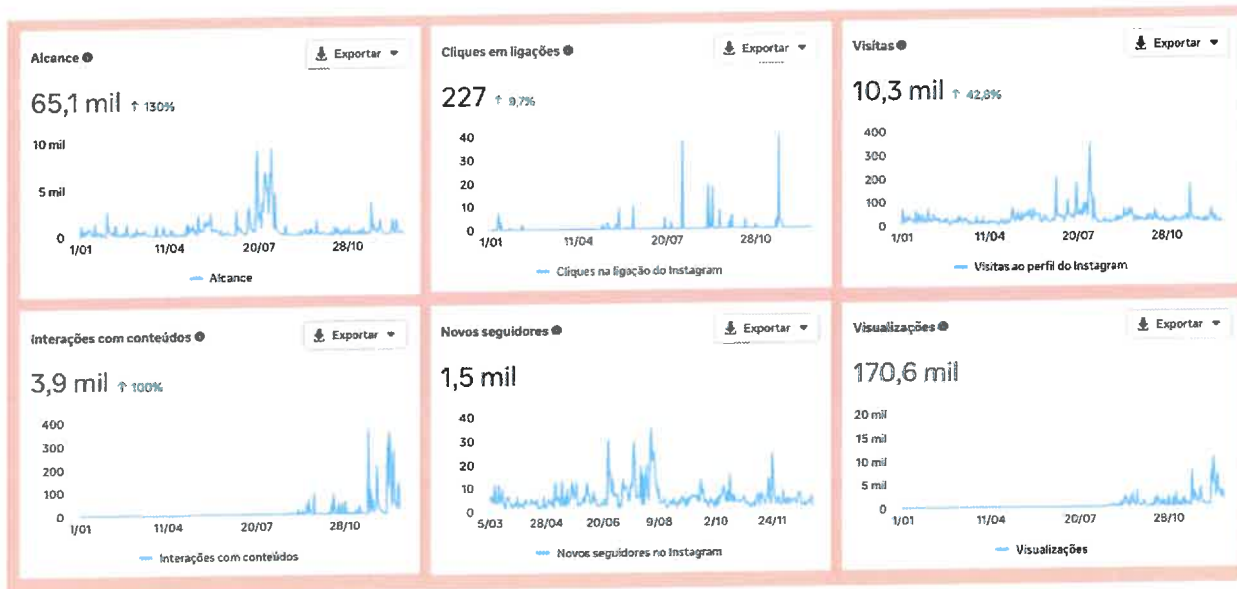 Alcance
Exportar
65,1 mil ↑ 130%
10 mil
5 mil
0
1/01 11/04 20/07 28/10
Alcance
Cliques em ligações
Exportar
227 ↑ 9,7%
40
30
20
10
0
1/01 11/04 20/07 28/10
Cliques na ligação do Instagram
Visitas
Exportar
10,3 mil ↑ 42,8%
400
300
200
100
0
1/01 11/04 20/07 28/10
Visitas ao perfil do Instagram
Interações com conteúdos
Exportar
3,9 mil ↑ 100%
400
300
200
100
0
1/01 11/04 20/07 28/10
Interações com conteúdos
Novos seguidores
Exportar
1,5 mil
40
30
20
10
0
5/03 28/04 20/06 9/08 2/10 24/11
Novos seguidores no Instagram
Visualizações
Exportar
170,6 mil
20 mil
15 mil
10 mil
5 mil
0
1/01 11/04 20/07 28/10
Visualizações